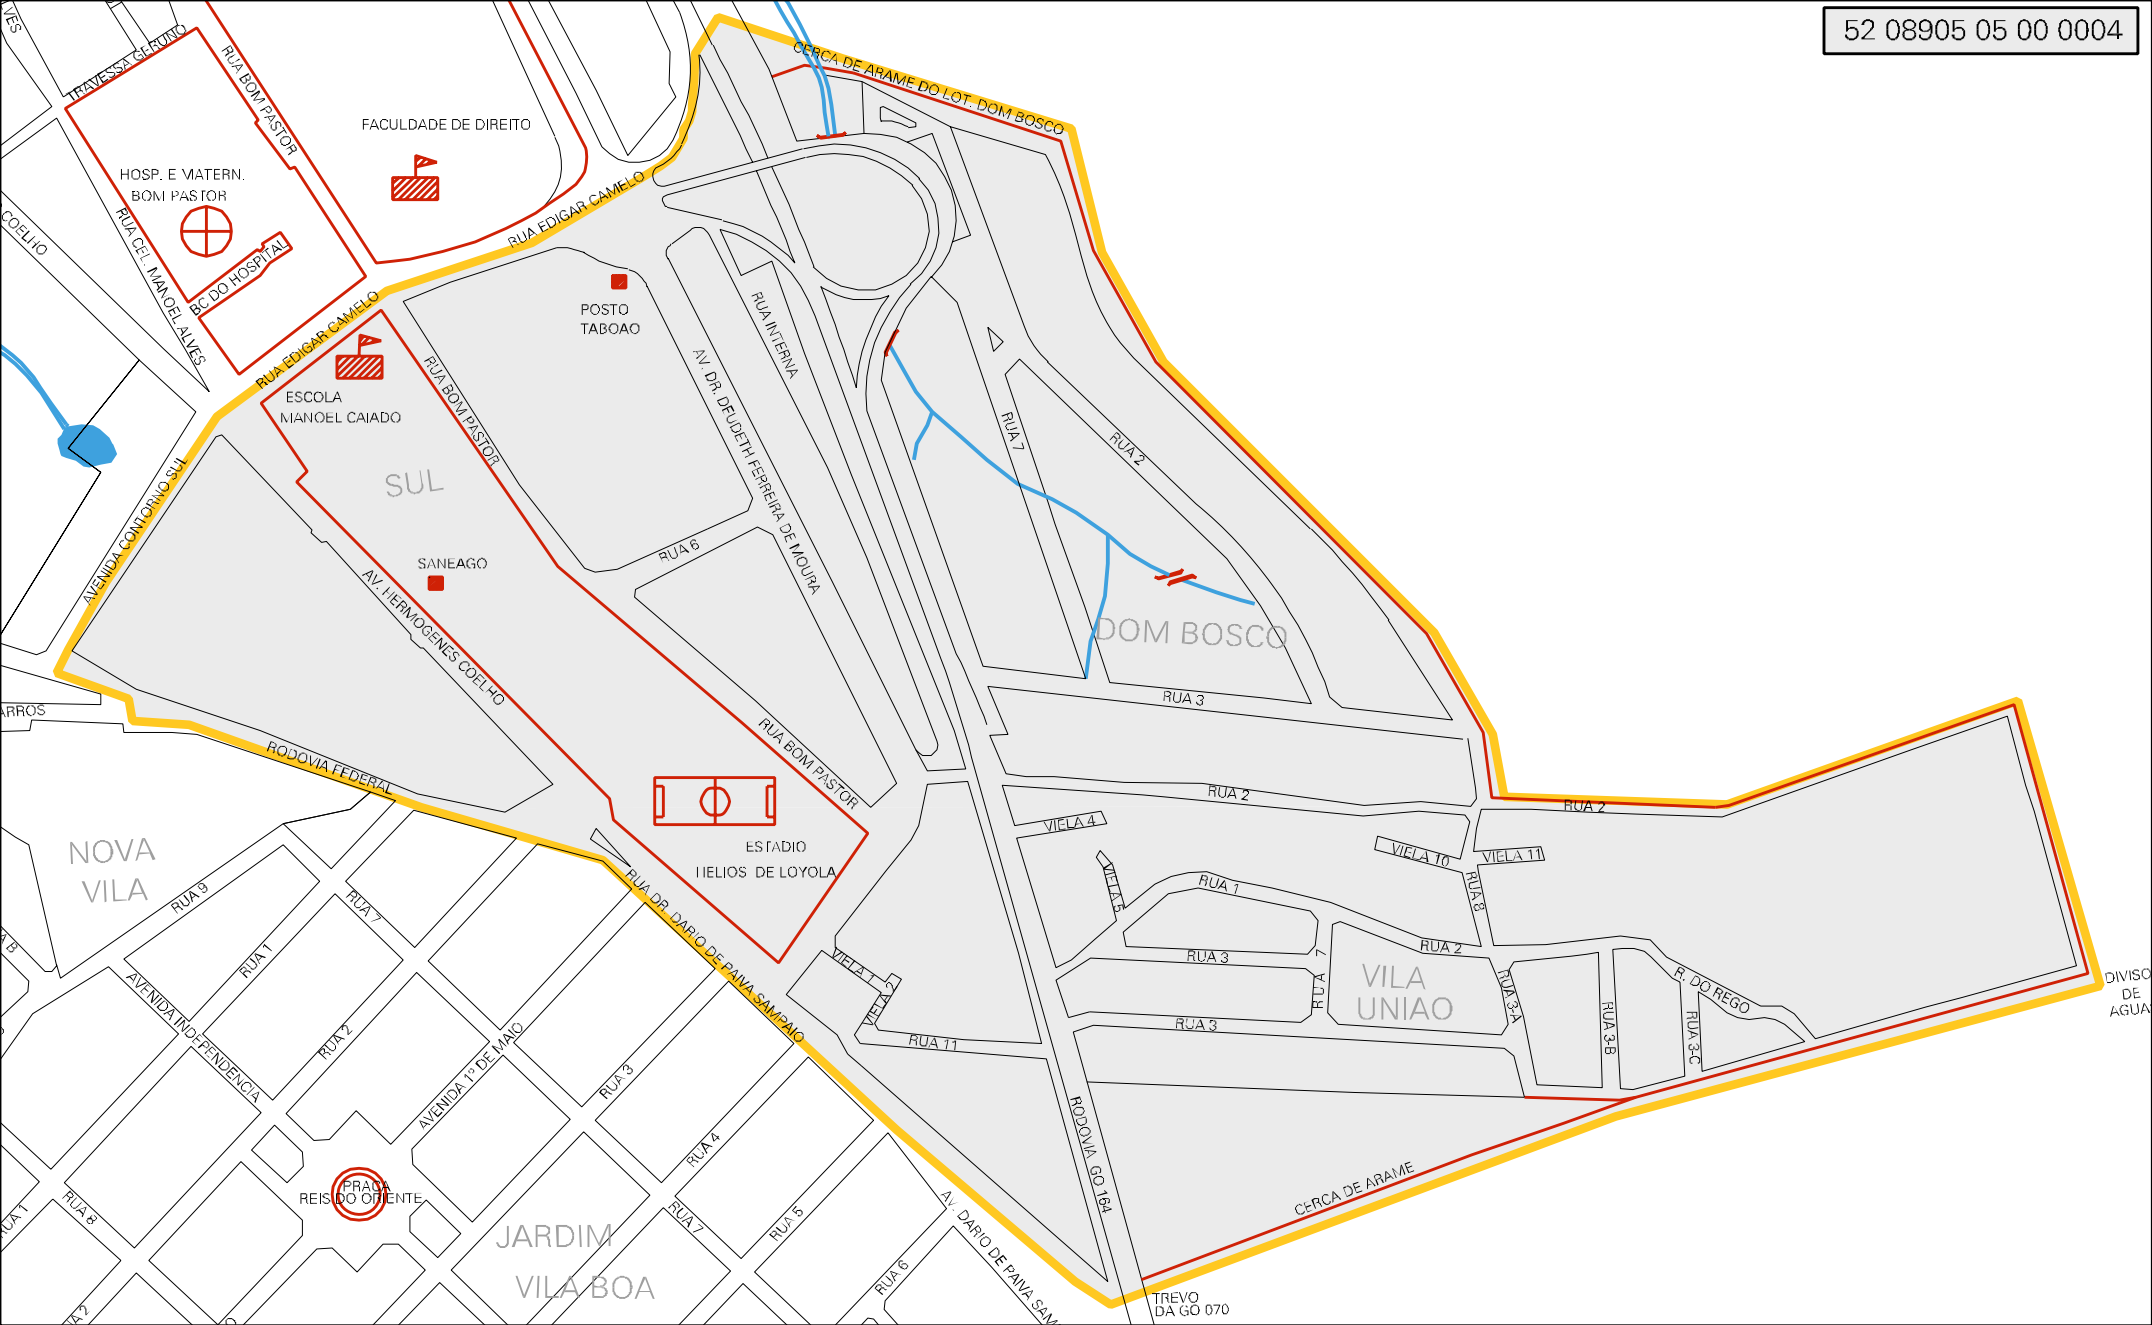 52 08905 05 00 0004
VES
TRAVESSA GERUNO
RUA BOM PASTOR
CERCA DE ARAME DO LOT. DOM BOSCO
FACULDADE DE DIREITO
HOSP. E MATERN.
BOM PASTOR
RUA CEL. MANOEL ALVES
COELHO
BC DO HOSPITAL
RUA EDIGAR CAMELO
RUA EDIGAR CAMELO
POSTO
TABOAO
RUA INTERNA
AV. DR. DEUDETH FERREIRA DE MOURA
ESCOLA
MANOEL CAIADO
RUA BOM PASTOR
SUL
RUA 7
RUA 2
AVENIDA CONTORNO SUL
RUA 6
SANEAGO
AV. HERMOGENES COELHO
DOM BOSCO
RUA 3
ARROS
RODOVIA FEDERAL
RUA BOM PASTOR
RUA 2
RUA 2
VIELA 4
ESTADIO
HELIOS DE LOYOLA
NOVA
VILA
VIELA 10
VIELA 11
VIELA 5
RUA 1
RUA 8
RUA 9
RUA 7
RUA DR. DARIO DE PAIVA SAMPAIO
A B
RUA 1
RUA 2
RUA 3
RUA 7
VIELA 1
VIELA 2
VILA
UNIAO
RUA 3-A
R. DO REGO
DIVISO
DE
AGUA
AVENIDA INDEPENDENCIA
RUA 2
AVENIDA 1º DE MAIO
RUA 3
RUA 11
RUA 3-B
RUA 3-C
RUA 3
RUA 4
RODOVIA GO 164
CERCA DE ARAME
PRACA
REIS DO ORIENTE
RUA 8
RUA 1
JARDIM
VILA BOA
RUA 7
RUA 5
RUA 6
AV. DARIO DE PAIVA SAM
TREVO
DA GO 070
A 2